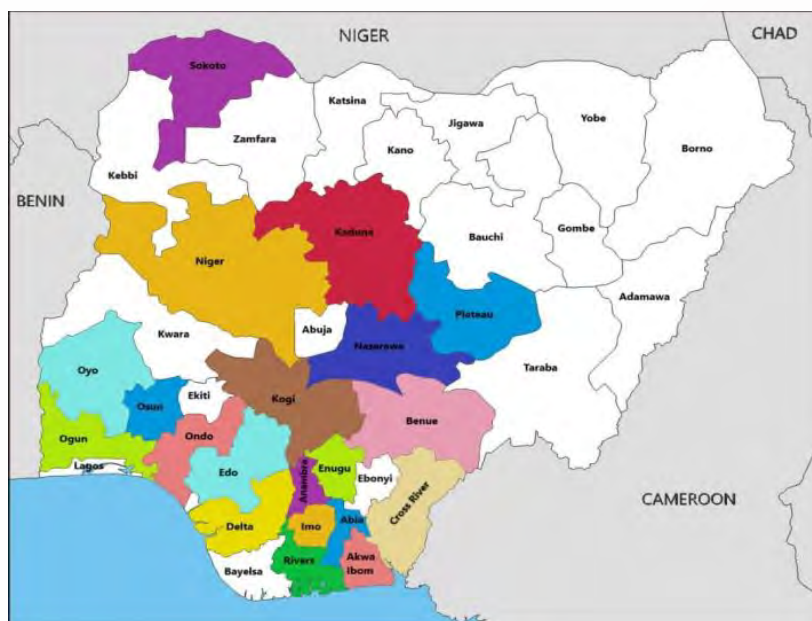 NIGER
CHAD
Sokoto
Katsina
Jigawa
Yobe
Zamfara
Kano
Borno
Kebbi
BENIN
Kaduna
Bauchi
Gombe
Niger
Adamawa
Plateau
Abuja
Kwara
Nasarawa
Taraba
Oyo
Ekiti
Kogi
Osun
Benue
Ogun
Ondo
Lagos
Edo
Enugu
Anambra
Ebonyi
Cross River
CAMEROON
Delta
Imo
Abia
Rivers
Akwa
Ibom
Bayelsa